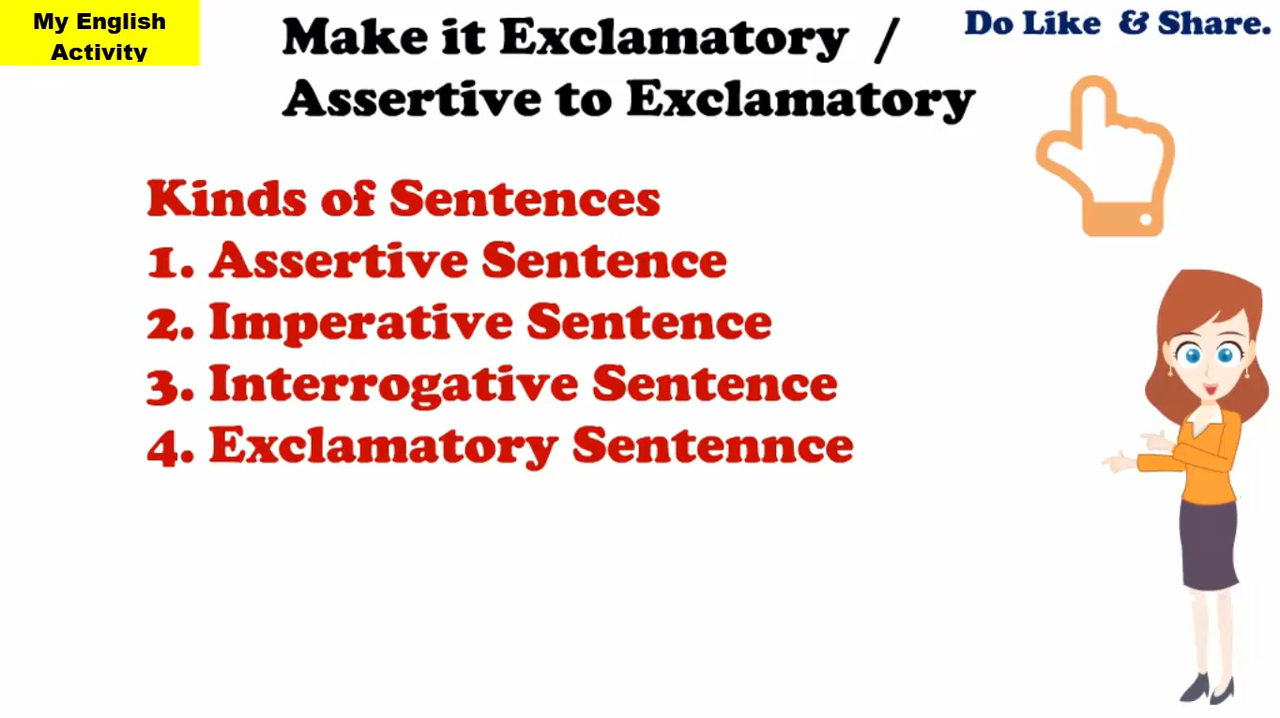 My English
Activity
Make it Exclamatory /
Assertive to Exclamatory
Do Like & Share.
Kinds of Sentences
1. Assertive Sentence
2. Imperative Sentence
3. Interrogative Sentence
4. Exclamatory Sentennce